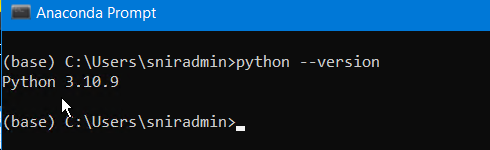 Anaconda Prompt
(base) C:\Users\sniradmin>python --version
Python 3.10.9
(base) C:\Users\sniradmin>